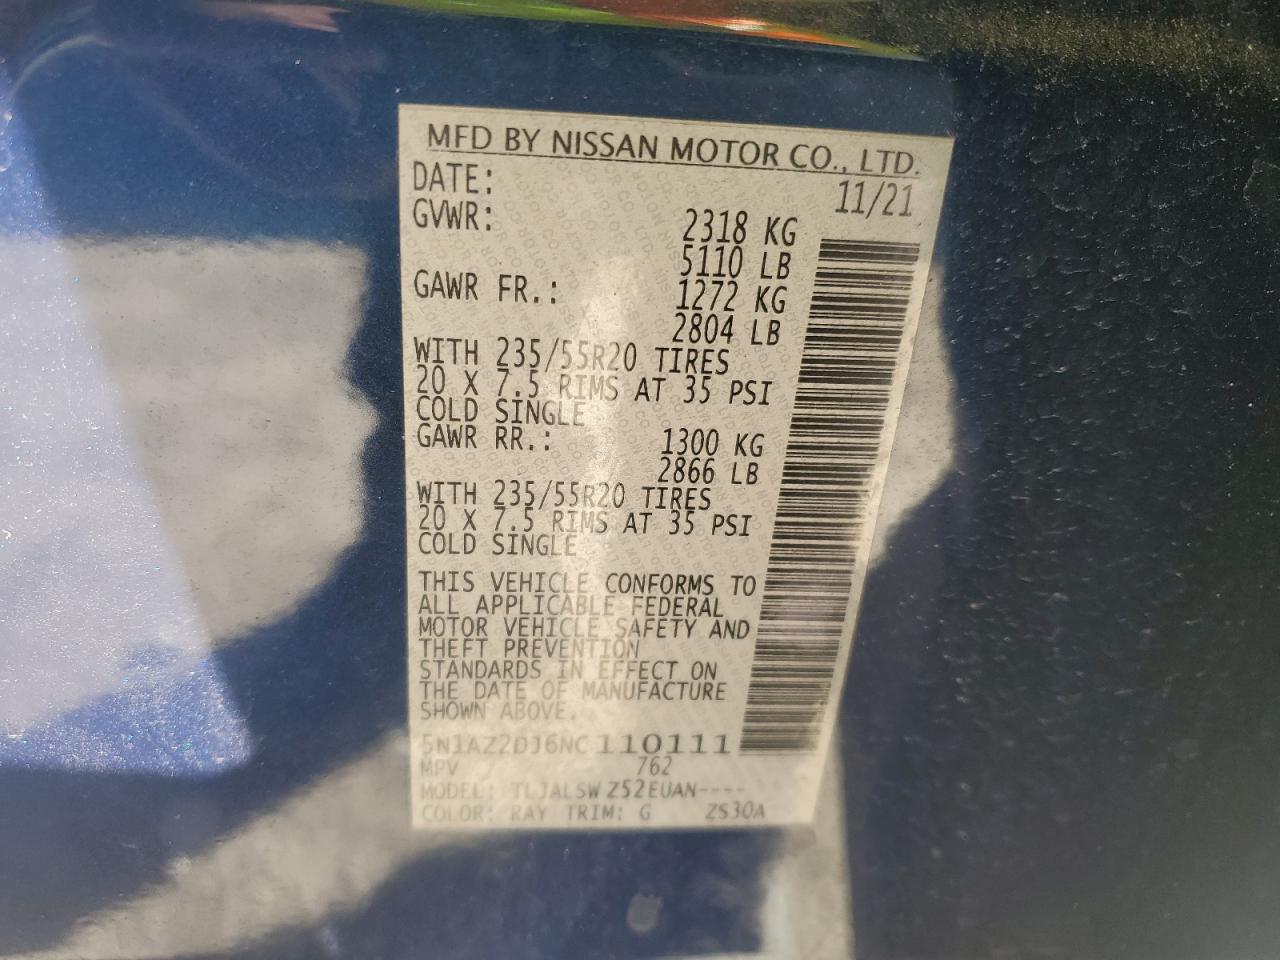 MFD BY NISSAN MOTOR CO., LTD.
DATE: 11/21
GVWR: 2318 KG
5110 LB
GAWR FR.: 1272 KG
2804 LB
WITH 235/55R20 TIRES
20 X 7.5 RIMS AT 35 PSI
COLD SINGLE
GAWR RR.: 1300 KG
2866 LB
WITH 235/55R20 TIRES
20 X 7.5 RIMS AT 35 PSI
COLD SINGLE
THIS VEHICLE CONFORMS TO
ALL APPLICABLE FEDERAL
MOTOR VEHICLE SAFETY AND
THEFT PREVENTION
STANDARDS IN EFFECT ON
THE DATE OF MANUFACTURE
SHOWN ABOVE.
5N1AZ2DJ6NC110111
MPV 762
MODEL: TLJALSW Z52EUAN----
COLOR: RAY TRIM: G ZS30A